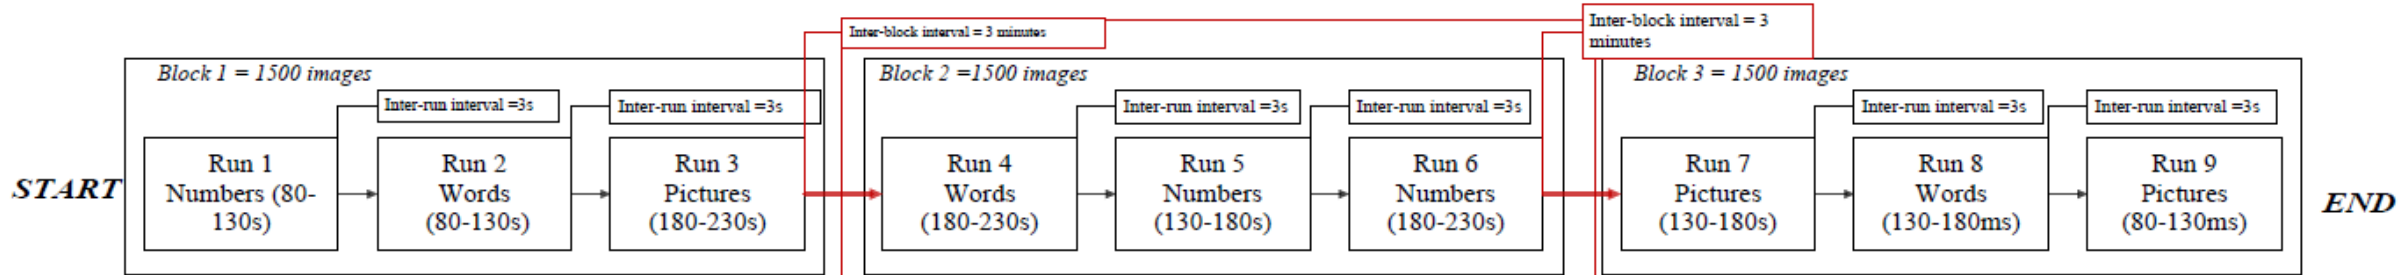 START
Block 1 = 1500 images
Inter-run interval =3s
Inter-run interval =3s
Run 1
Numbers (80-
130s)
Run 2
Words
(80-130s)
Run 3
Pictures
(180-230s)
Inter-block interval = 3 minutes
Block 2 =1500 images
Inter-run interval =3s
Inter-run interval =3s
Run 4
Words
(180-230s)
Run 5
Numbers
(130-180s)
Run 6
Numbers
(180-230s)
Inter-block interval = 3
minutes
Block 3 = 1500 images
Inter-run interval =3s
Inter-run interval =3s
Run 7
Pictures
(130-180s)
Run 8
Words
(130-180ms)
Run 9
Pictures
(80-130ms)
END